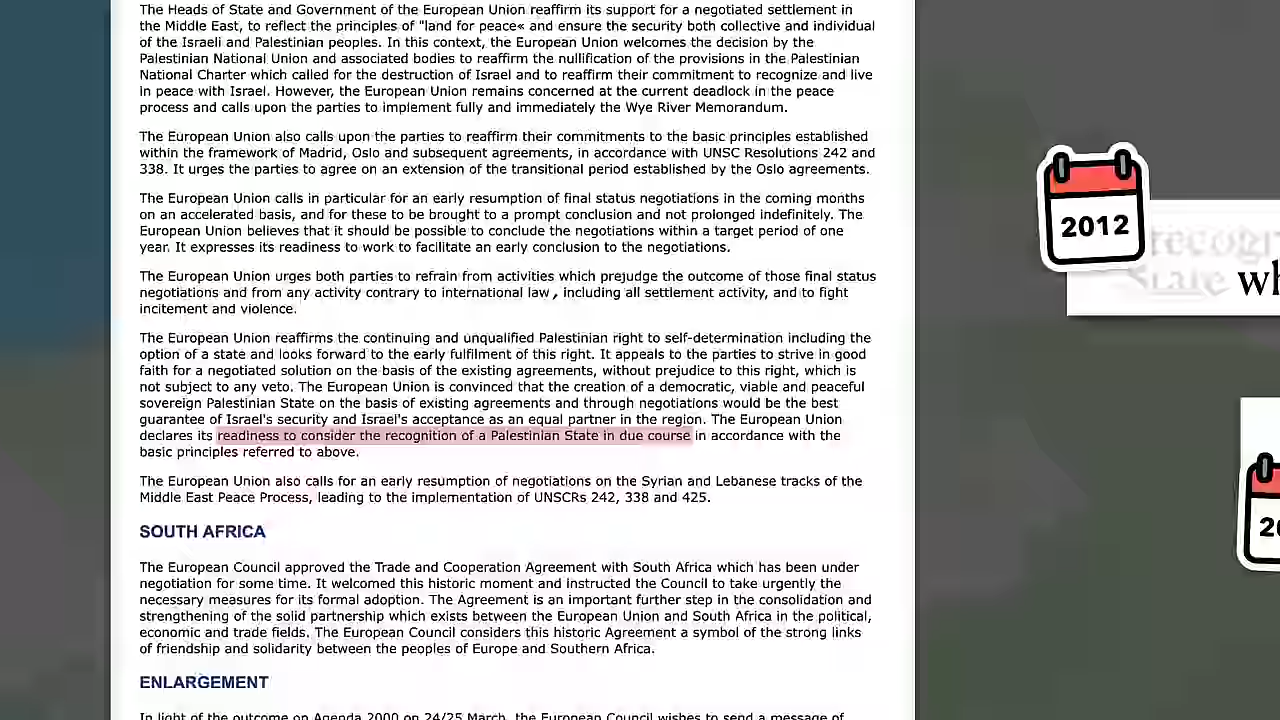 The Heads of State and Government of the European Union reaffirm its support for a negotiated settlement in
the Middle East, to reflect the principles of "land for peace« and ensure the security both collective and individual
of the Israeli and Palestinian peoples. In this context, the European Union welcomes the decision by the
Palestinian National Union and associated bodies to reaffirm the nullification of the provisions in the Palestinian
National Charter which called for the destruction of Israel and to reaffirm their commitment to recognize and live
in peace with Israel. However, the European Union remains concerned at the current deadlock in the peace
process and calls upon the parties to implement fully and immediately the Wye River Memorandum.
The European Union also calls upon the parties to reaffirm their commitments to the basic principles established
within the framework of Madrid, Oslo and subsequent agreements, in accordance with UNSC Resolutions 242 and
338. It urges the parties to agree on an extension of the transitional period established by the Oslo agreements.
The European Union calls in particular for an early resumption of final status negotiations in the coming months
on an accelerated basis, and for these to be brought to a prompt conclusion and not prolonged indefinitely. The
European Union believes that it should be possible to conclude the negotiations within a target period of one
year. It expresses its readiness to work to facilitate an early conclusion to the negotiations.
The European Union urges both parties to refrain from activities which prejudge the outcome of those final status
negotiations and from any activity contrary to international law, including all settlement activity, and to fight
incitement and violence.
The European Union reaffirms the continuing and unqualified Palestinian right to self-determination including the
option of a state and looks forward to the early fulfilment of this right. It appeals to the parties to strive in good
faith for a negotiated solution on the basis of the existing agreements, without prejudice to this right, which is
not subject to any veto. The European Union is convinced that the creation of a democratic, viable and peaceful
sovereign Palestinian State on the basis of existing agreements and through negotiations would be the best
guarantee of Israel's security and Israel's acceptance as an equal partner in the region. The European Union
declares its readiness to consider the recognition of a Palestinian State in due course in accordance with the
basic principles referred to above.
The European Union also calls for an early resumption of negotiations on the Syrian and Lebanese tracks of the
Middle East Peace Process, leading to the implementation of UNSCRs 242, 338 and 425.
SOUTH AFRICA
The European Council approved the Trade and Cooperation Agreement with South Africa which has been under
negotiation for some time. It welcomed this historic moment and instructed the Council to take urgently the
necessary measures for its formal adoption. The Agreement is an important further step in the consolidation and
strengthening of the solid partnership which exists between the European Union and South Africa in the political,
economic and trade fields. The European Council considers this historic Agreement a symbol of the strong links
of friendship and solidarity between the peoples of Europe and Southern Africa.
ENLARGEMENT
In light of the outcome on Agenda 2000 on 24/25 March, the European Council wishes to send a message of
2012
State